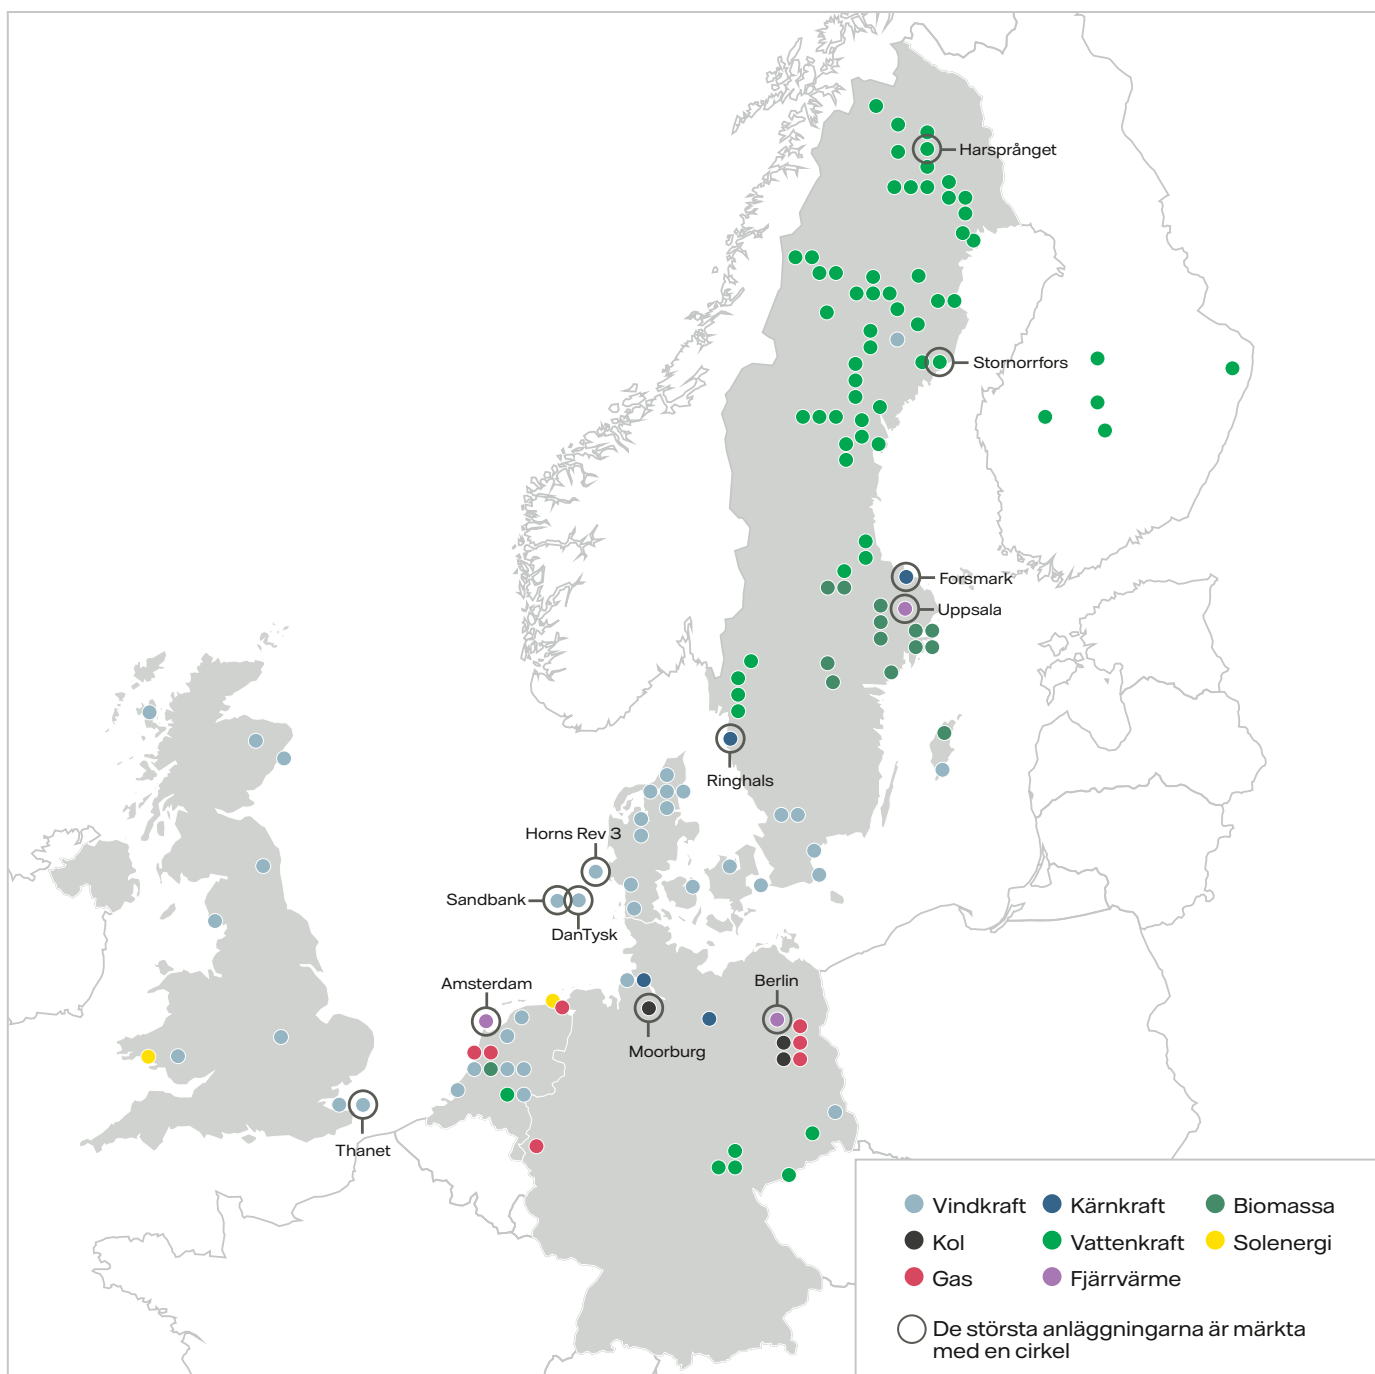 Harsprånget
Stornorrfors
Forsmark
Uppsala
Ringhals
Horns Rev 3
Sandbank
DanTysk
Amsterdam
Berlin
Moorburg
Thanet
Vindkraft
Kärnkraft
Biomassa
Kol
Vattenkraft
Solenergi
Gas
Fjärrvärme
De största anläggningarna är märkta
med en cirkel